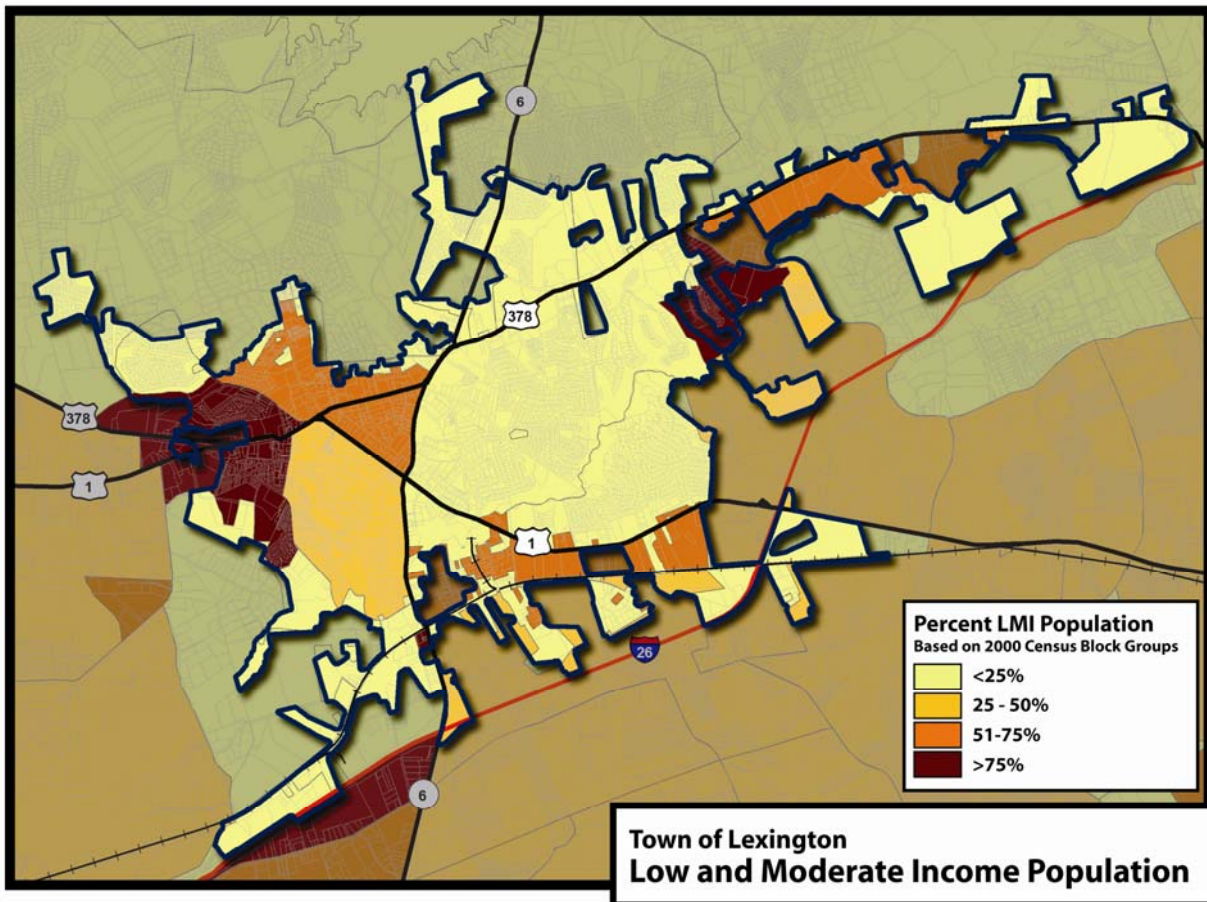 6
378
378
1
1
26
6
Percent LMI Population
Based on 2000 Census Block Groups
<25%
25 - 50%
51-75%
>75%
Town of Lexington
Low and Moderate Income Population